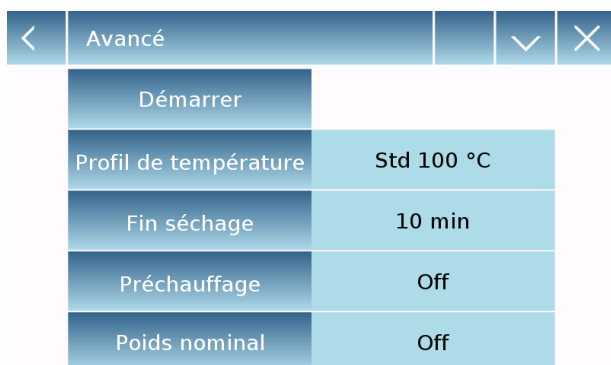 Avancé
Démarrer
Profil de température Std 100 °C
Fin séchage 10 min
Préchauffage Off
Poids nominal Off